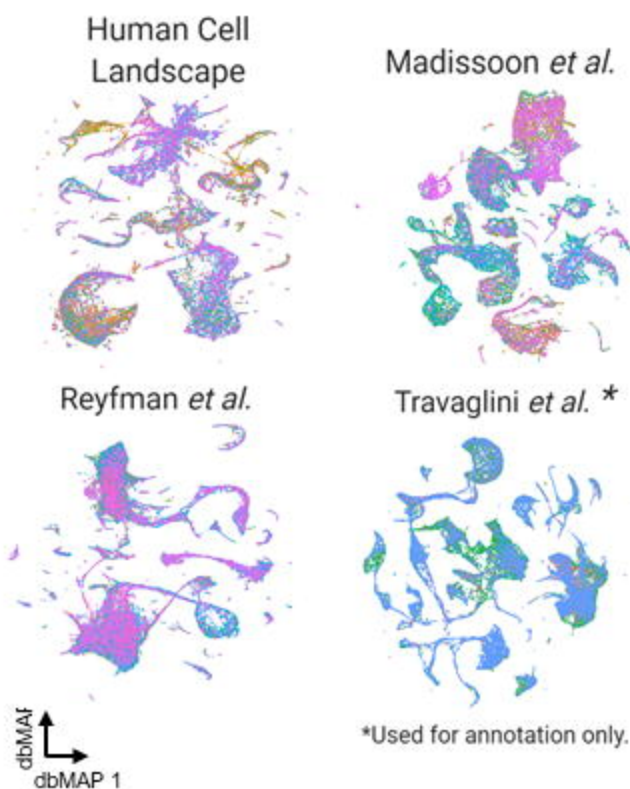 Human Cell
Landscape
Madissoon et al.
Reyfman et al.
Travaglini et al. *
*Used for annotation only.
dbMAP 1